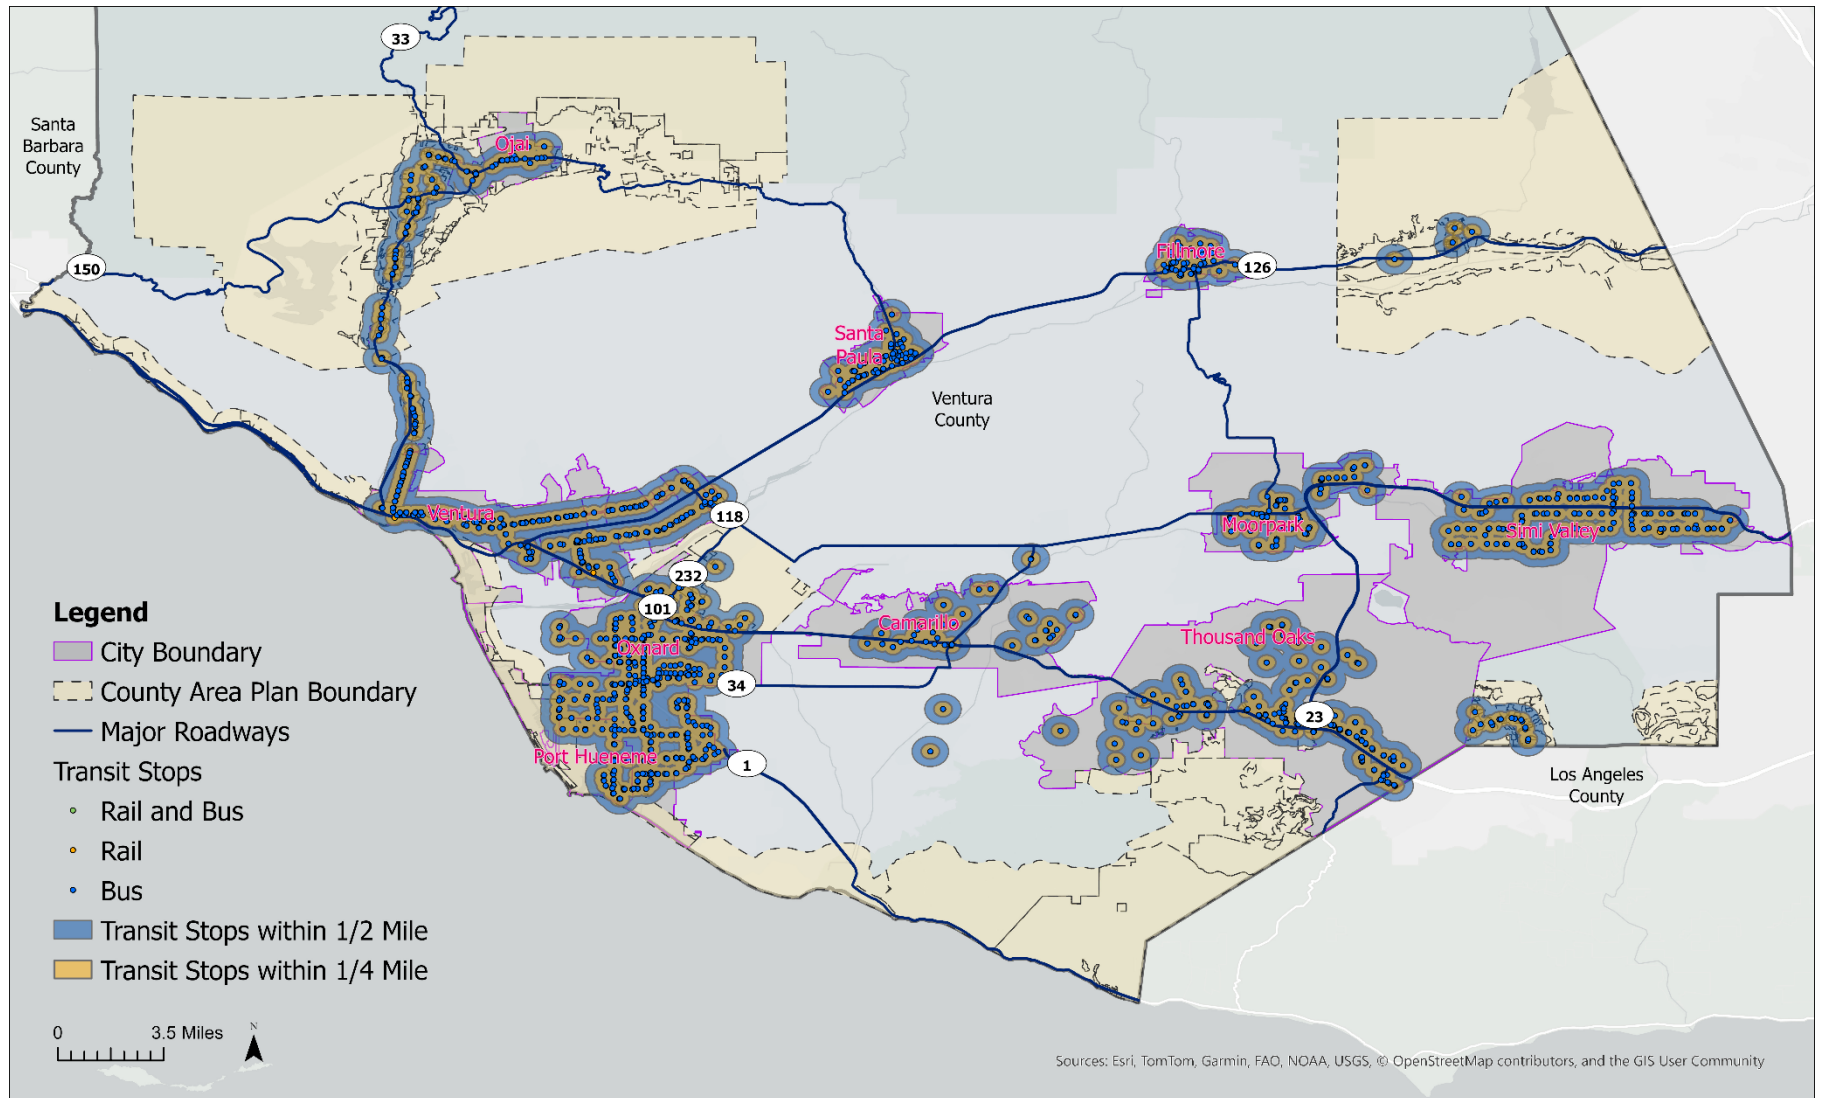 33
Santa
Barbara
County
Ojai
150
Fillmore
126
Santa
Paula
Ventura
County
Ventura
118
Moorpark
Simi Valley
232
101
Camarillo
Oxnard
Thousand Oaks
34
23
Port Hueneme
1
Los Angeles
County
Legend
City Boundary
County Area Plan Boundary
Major Roadways
Transit Stops
Rail and Bus
Rail
Bus
Transit Stops within 1/2 Mile
Transit Stops within 1/4 Mile
0 3.5 Miles
N
Sources: Esri, TomTom, Garmin, FAO, NOAA, USGS, © OpenStreetMap contributors, and the GIS User Community